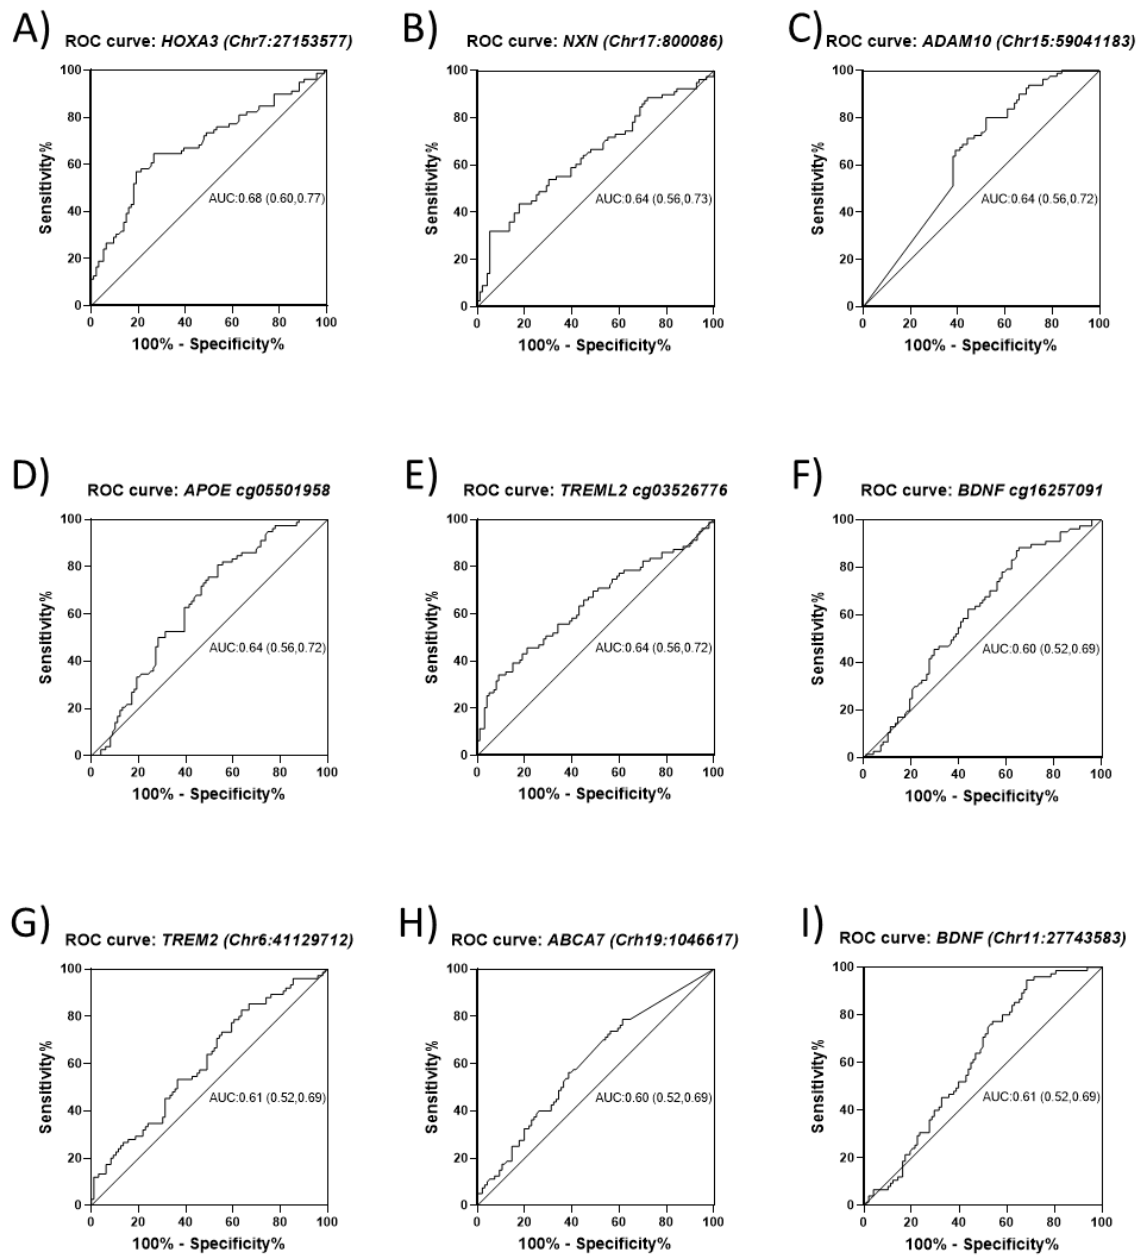 A)
ROC curve: HOXA3 (Chr7:27153577)
100
80
60
40
20
0
Sensitivity%
AUC:0.68 (0.60,0.77)
0 20 40 60 80 100
100% - Specificity%
B)
ROC curve: NXN (Chr17:800086)
100
80
60
40
20
0
Sensitivity%
AUC:0.64 (0.56,0.73)
0 20 40 60 80 100
100% - Specificity%
C)
ROC curve: ADAM10 (Chr15:59041183)
100
80
60
40
20
0
Sensitivity%
AUC:0.64 (0.56,0.72)
0 20 40 60 80 100
100% - Specificity%
D)
ROC curve: APOE cg05501958
100
80
60
40
20
0
Sensitivity%
AUC:0.64 (0.56,0.72)
0 20 40 60 80 100
100% - Specificity%
E)
ROC curve: TREML2 cg03526776
100
80
60
40
20
0
Sensitivity%
AUC:0.64 (0.56,0.72)
0 20 40 60 80 100
100% - Specificity%
F)
ROC curve: BDNF cg16257091
100
80
60
40
20
0
Sensitivity%
AUC:0.60 (0.52,0.69)
0 20 40 60 80 100
100% - Specificity%
G)
ROC curve: TREM2 (Chr6:41129712)
100
80
60
40
20
0
Sensitivity%
AUC:0.61 (0.52,0.69)
0 20 40 60 80 100
100% - Specificity%
H)
ROC curve: ABCA7 (Crh19:1046617)
100
80
60
40
20
0
Sensitivity%
AUC:0.60 (0.52,0.69)
0 20 40 60 80 100
100% - Specificity%
I)
ROC curve: BDNF (Chr11:27743583)
100
80
60
40
20
0
Sensitivity%
AUC:0.61 (0.52,0.69)
0 20 40 60 80 100
100% - Specificity%